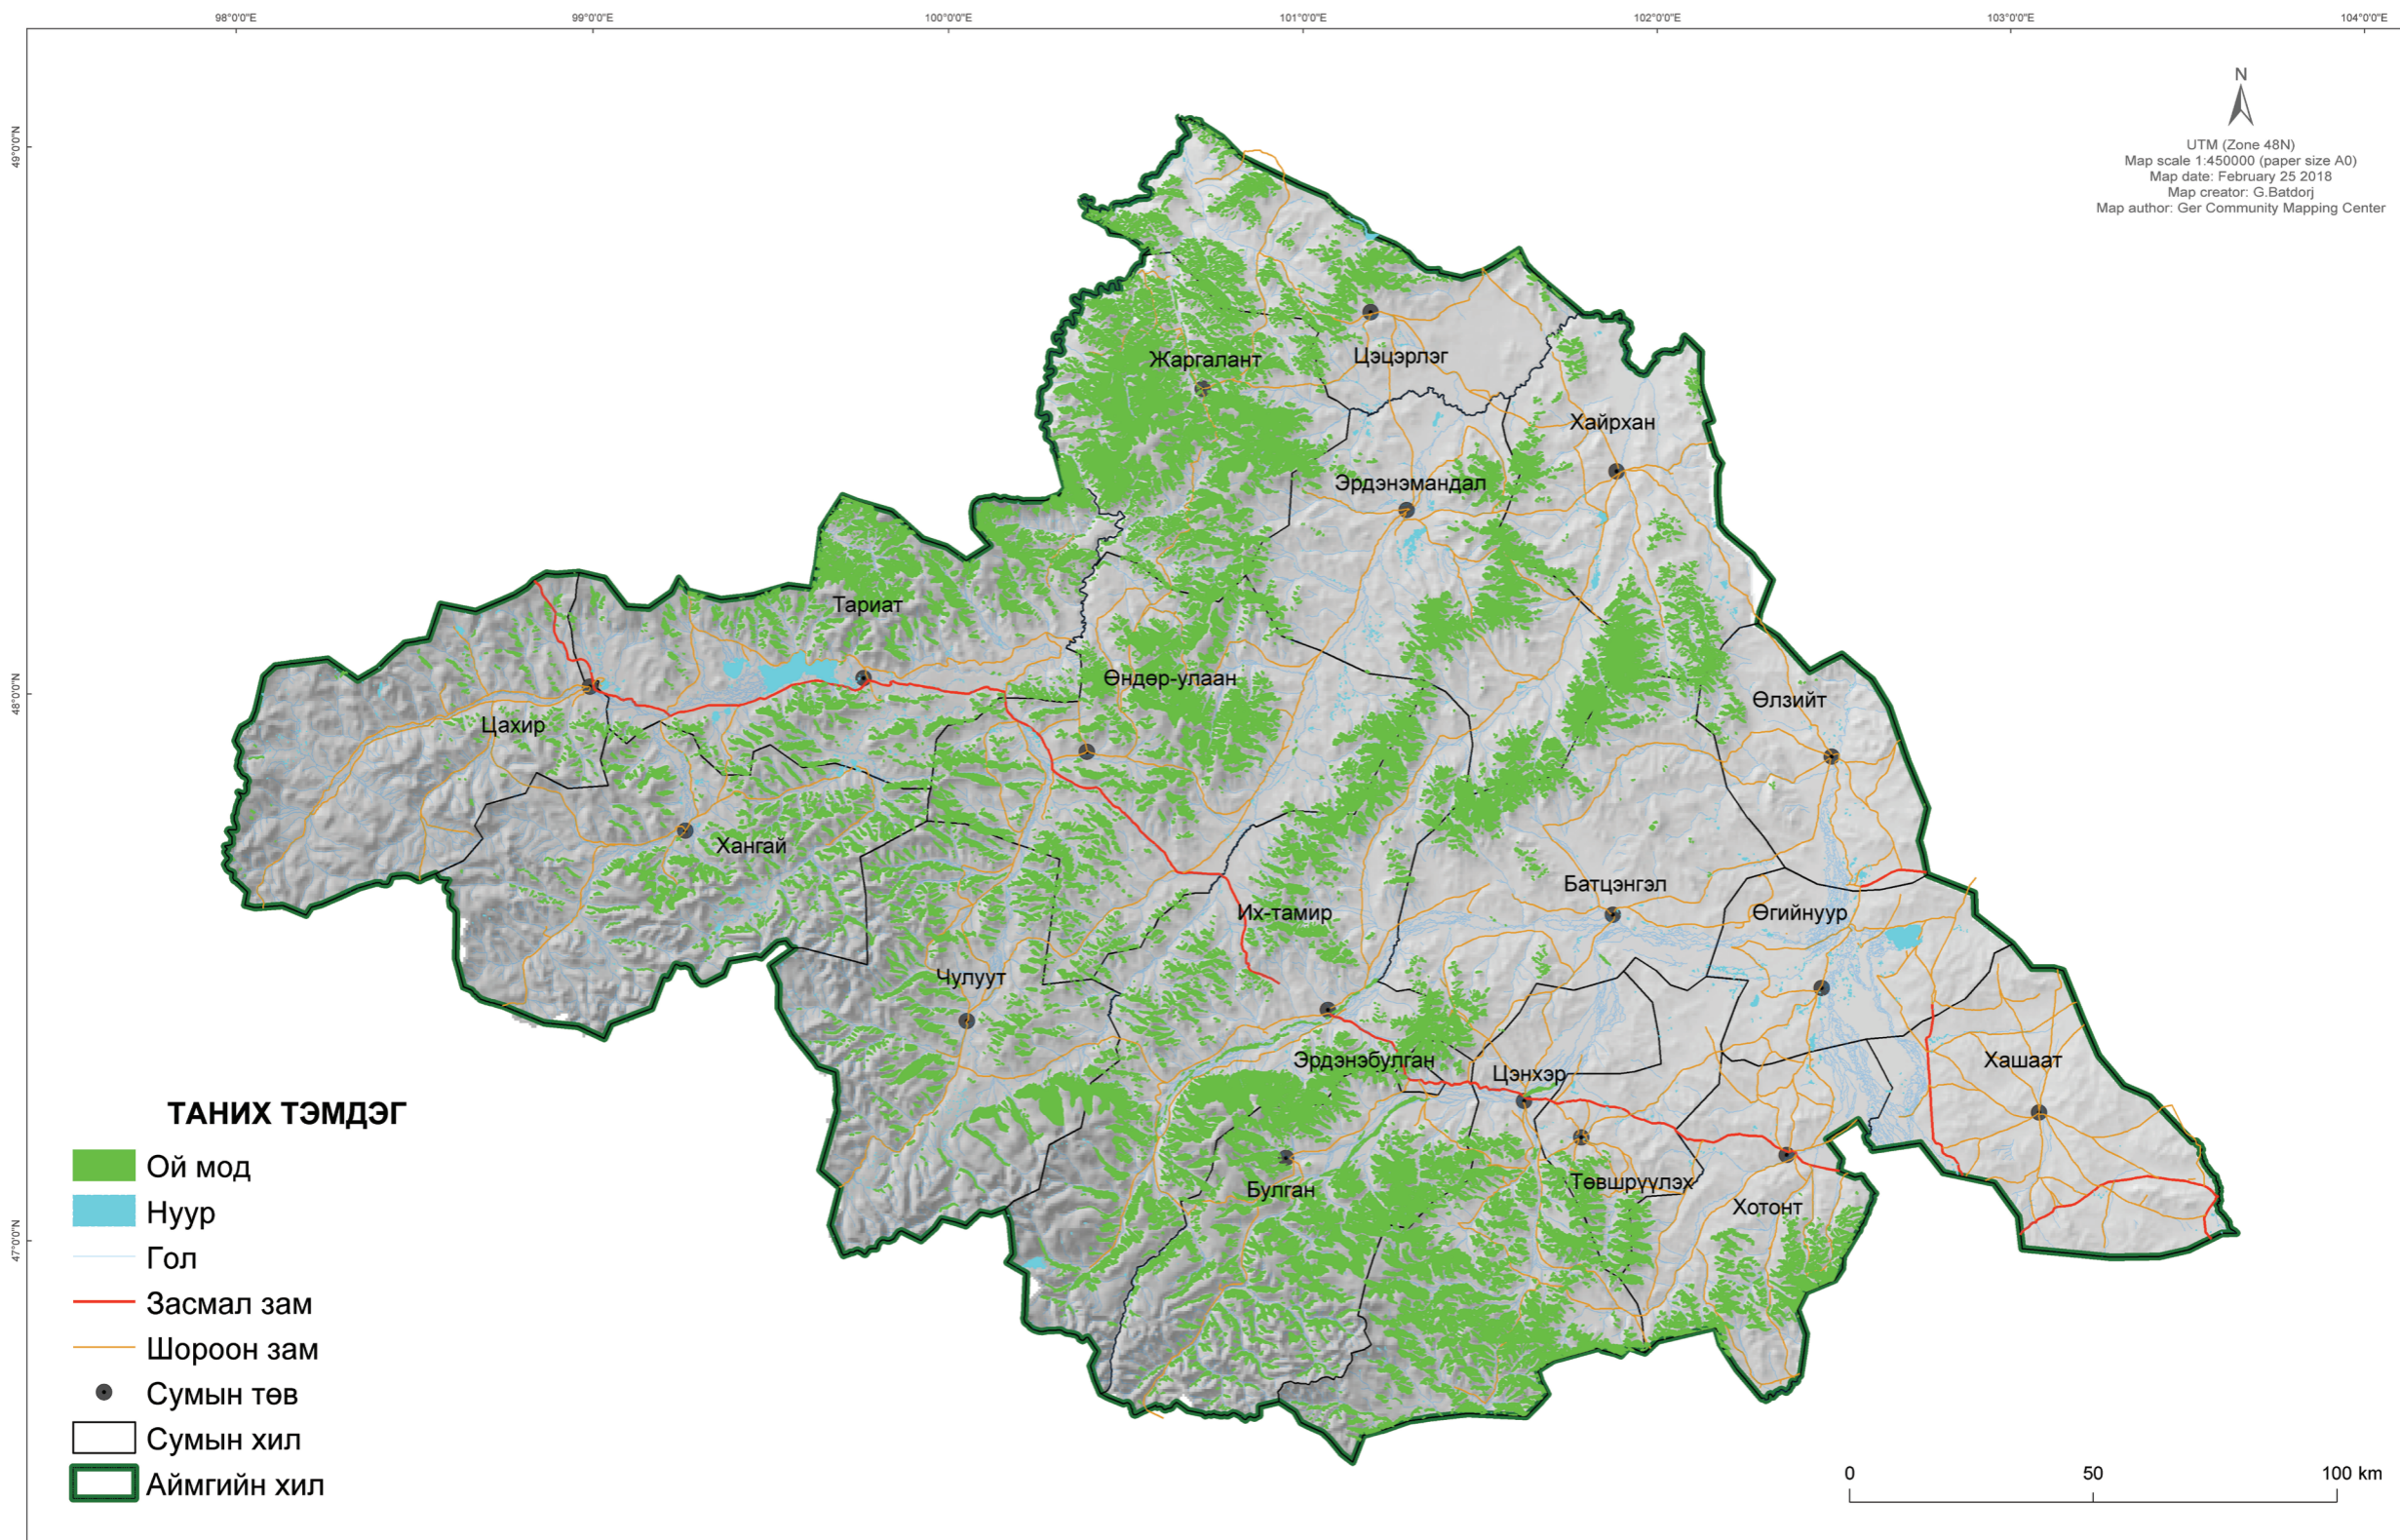 98°0'0"E
99°0'0"E
100°0'0"E
101°0'0"E
102°0'0"E
103°0'0"E
104°0'0"E
49°0'0"N
48°0'0"N
47°0'0"N
N
UTM (Zone 48N)
Map scale 1:450000 (paper size A0)
Map date: February 25 2018
Map creator: G.Batdorj
Map author: Ger Community Mapping Center
Жаргалант
Цэцэрлэг
Хайрхан
Эрдэнэмандал
Тариат
Өндөр-улаан
Өлзийт
Цахир
Хангай
Батцэнгэл
Их-тамир
Өгийнуур
Чулуут
Эрдэнэбулган
Цэнхэр
Хашаат
Булган
Төвшрүүлэх
Хотонт
ТАНИХ ТЭМДЭГ
Ой мод
Нуур
Гол
Засмал зам
Шороон зам
Сумын төв
Сумын хил
Аймгийн хил
0 50 100 km